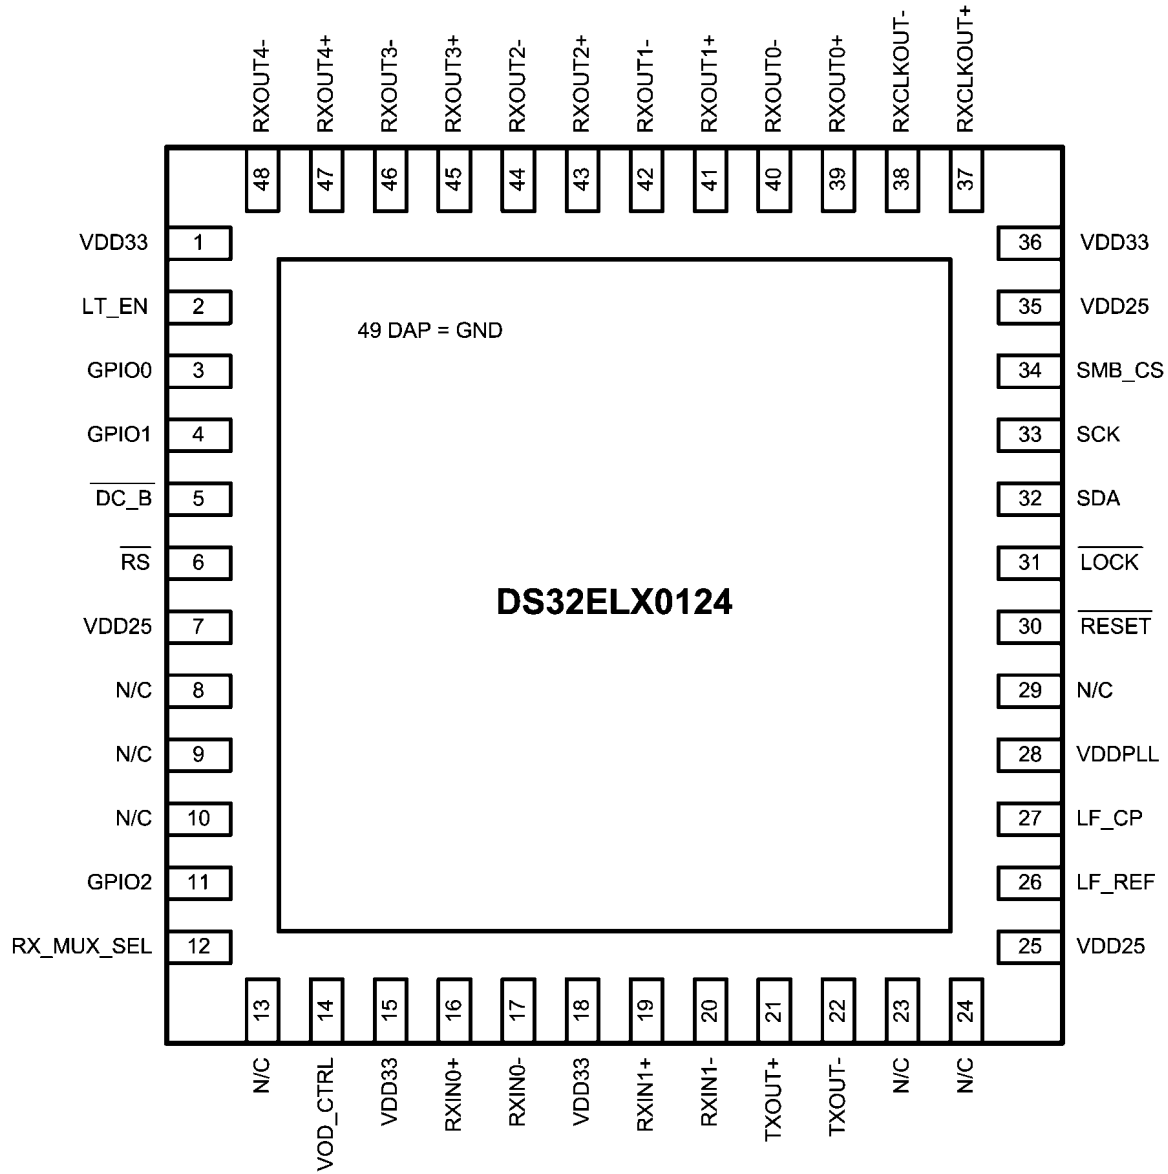 RXOUT4-
RXOUT4+
RXOUT3-
RXOUT3+
RXOUT2-
RXOUT2+
RXOUT1-
RXOUT1+
RXOUT0-
RXOUT0+
RXCLKOUT-
RXCLKOUT+
48
47
46
45
44
43
42
41
40
39
38
37
VDD33 1
LT_EN 2
GPIO0 3
GPIO1 4
DC_B 5
RS 6
VDD25 7
N/C 8
N/C 9
N/C 10
GPIO2 11
RX_MUX_SEL 12
49 DAP = GND
DS32ELX0124
36 VDD33
35 VDD25
34 SMB_CS
33 SCK
32 SDA
31 LOCK
30 RESET
29 N/C
28 VDDPLL
27 LF_CP
26 LF_REF
25 VDD25
13
14
15
16
17
18
19
20
21
22
23
24
N/C
VOD_CTRL
VDD33
RXIN0+
RXIN0-
VDD33
RXIN1+
RXIN1-
TXOUT+
TXOUT-
N/C
N/C